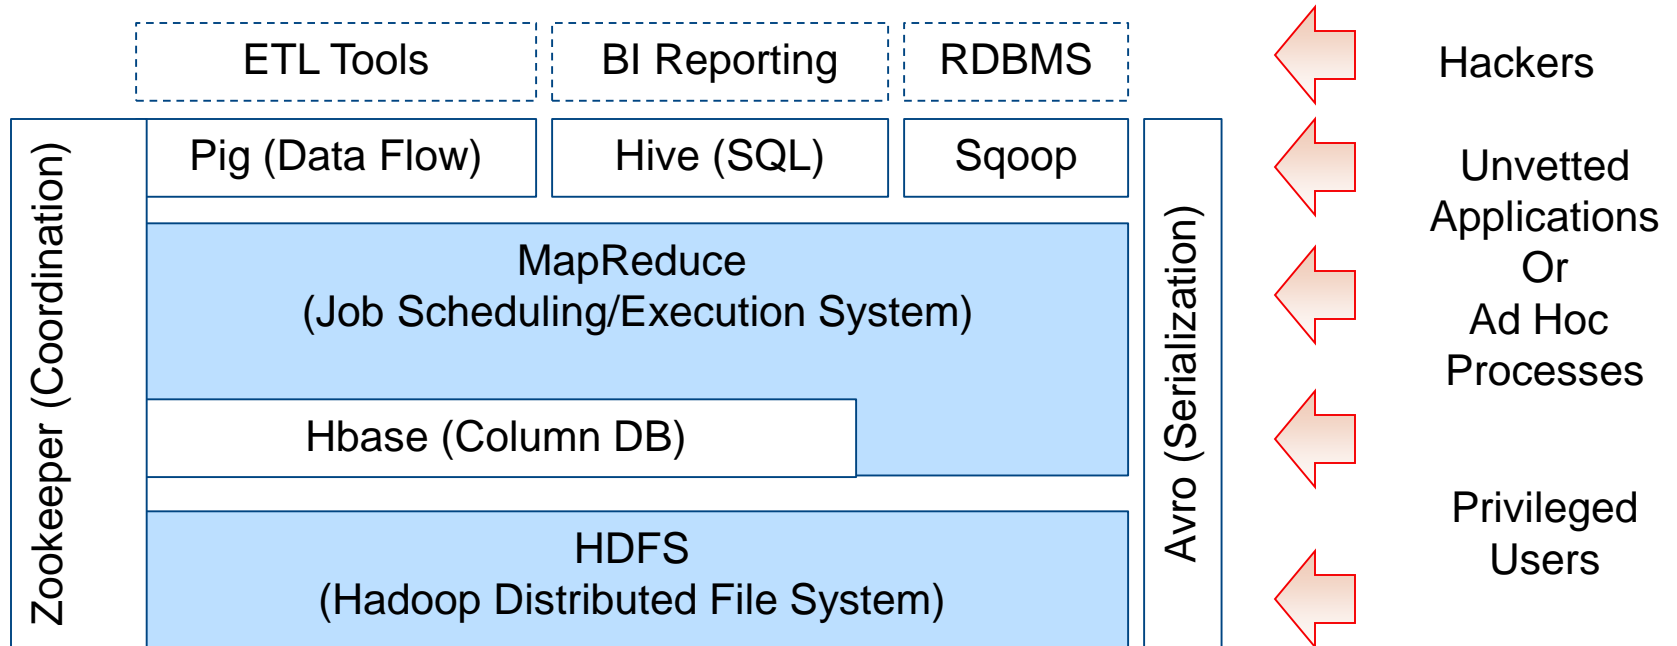 ETL Tools
BI Reporting
RDBMS
Hackers
Zookeeper (Coordination)
Pig (Data Flow)
Hive (SQL)
Sqoop
Avro (Serialization)
Unvetted
Applications
Or
Ad Hoc
Processes
MapReduce
(Job Scheduling/Execution System)
Hbase (Column DB)
Privileged
Users
HDFS
(Hadoop Distributed File System)